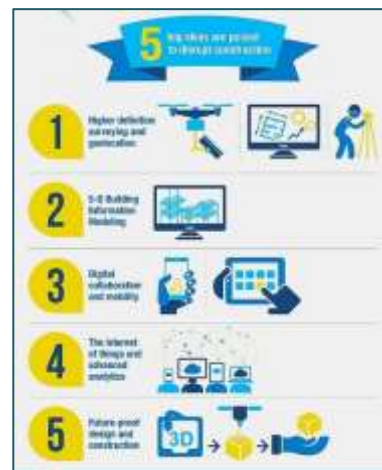 5 big ideas are poised
to disrupt construction
1
Higher-definition
surveying and
geolocation
2
5-D Building
Information
Modeling
3
Digital
collaboration
and mobility
4
The Internet
of Things and
advanced
analytics
5
Future-proof
design and
construction
3D